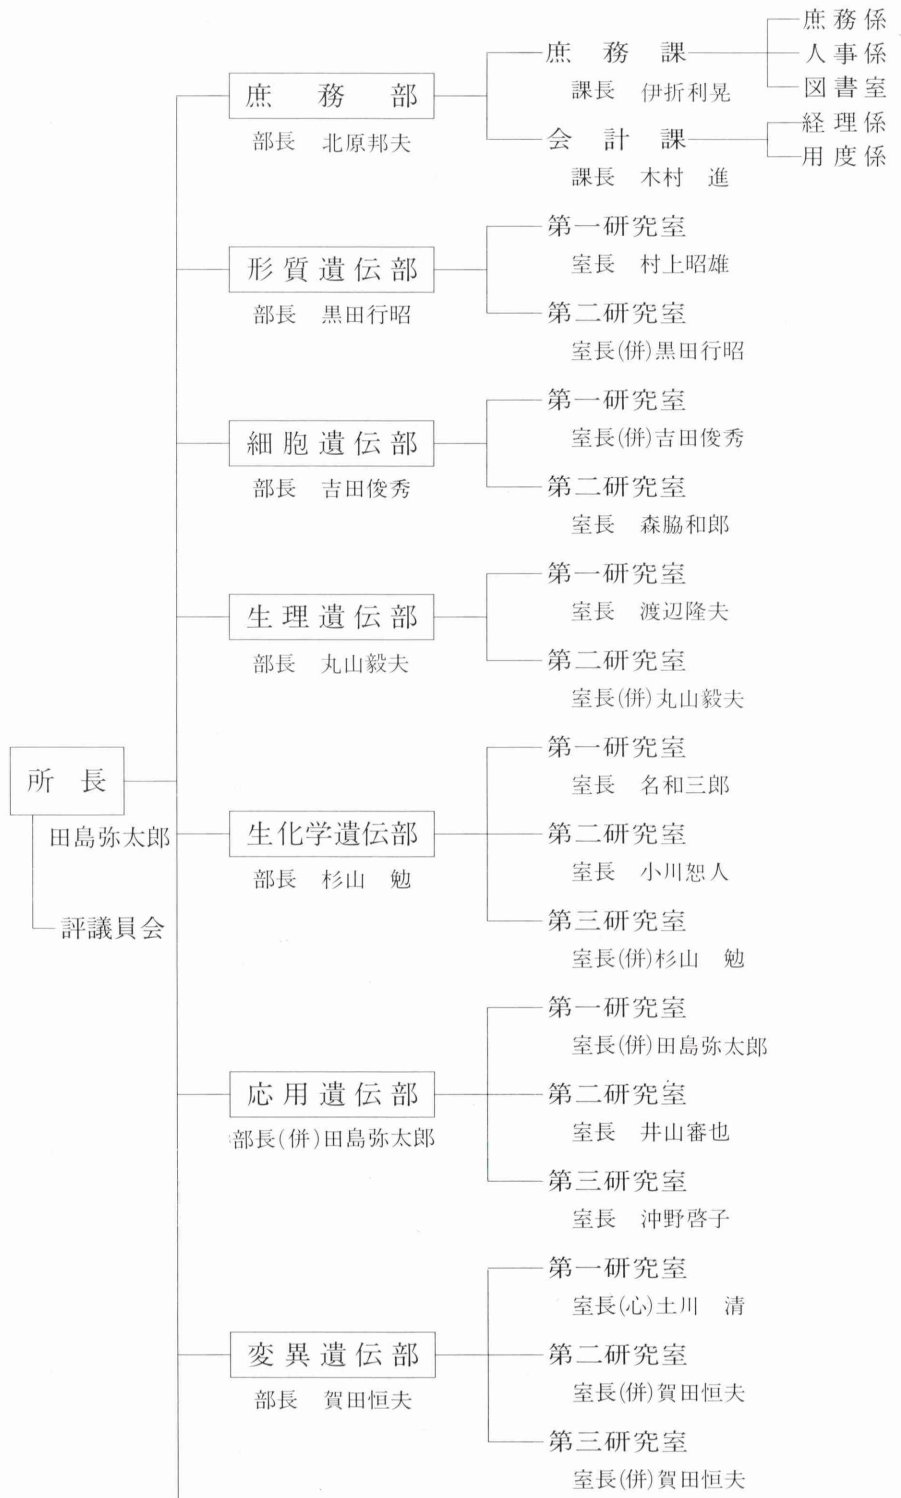 所長
田島弥太郎
評議員会
庶務部
部長 北原邦夫
庶務課
課長 伊折利晃
庶務係
人事係
図書室
会計課
課長 木村 進
経理係
用度係
形質遺伝部
部長 黒田行昭
第一研究室
室長 村上昭雄
第二研究室
室長(併)黒田行昭
細胞遺伝部
部長 吉田俊秀
第一研究室
室長(併)吉田俊秀
第二研究室
室長 森脇和郎
生理遺伝部
部長 丸山毅夫
第一研究室
室長 渡辺隆夫
第二研究室
室長(併)丸山毅夫
生化学遺伝部
部長 杉山 勉
第一研究室
室長 名和三郎
第二研究室
室長 小川恕人
第三研究室
室長(併)杉山 勉
応用遺伝部
部長(併)田島弥太郎
第一研究室
室長(併)田島弥太郎
第二研究室
室長 井山審也
第三研究室
室長 沖野啓子
変異遺伝部
部長 賀田恒夫
第一研究室
室長(心)土川 清
第二研究室
室長(併)賀田恒夫
第三研究室
室長(併)賀田恒夫